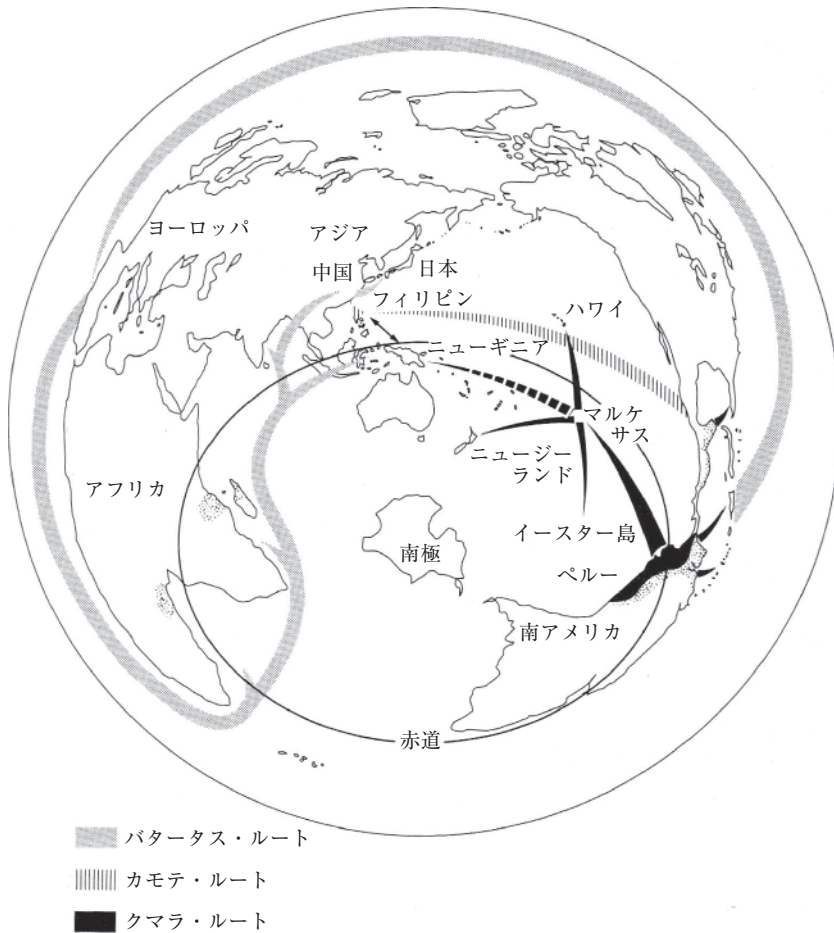 ヨーロッパ
アジア
中国
日本
フィリピン
ハワイ
ニューギニア
マルケ
サス
ニュージー
ランド
アフリカ
イースター島
南極
ペルー
南アメリカ
赤道
バタータス・ルート
カモテ・ルート
クマラ・ルート